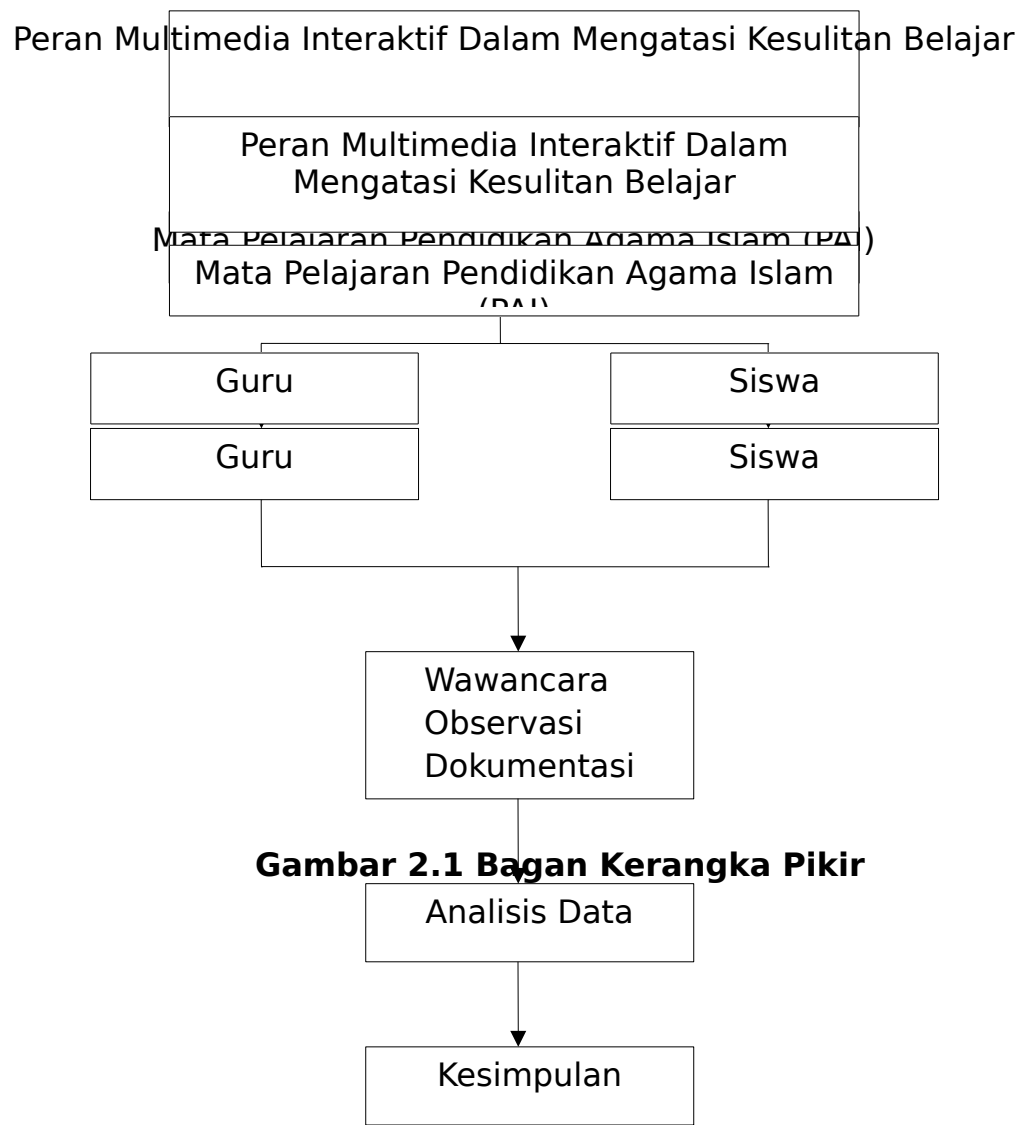 Peran Multimedia Interaktif Dalam Mengatasi Kesulitan Belajar
Peran Multimedia Interaktif Dalam
Mengatasi Kesulitan Belajar
Mata Pelajaran Pendidikan Agama Islam (PAI)
Mata Pelajaran Pendidikan Agama Islam
(PAI)
Guru
Siswa
Guru
Siswa
Wawancara
Observasi
Dokumentasi
Gambar 2.1 Bagan Kerangka Pikir
Analisis Data
Kesimpulan